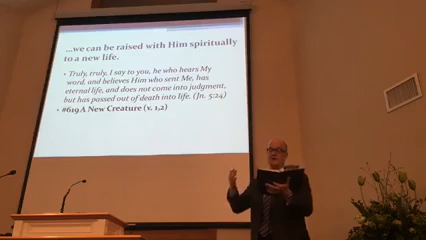 ...we can be raised with Him spiritually
to a new life.
• Truly, truly, I say to you, he who hears My
word, and believes Him who sent Me, has
eternal life, and does not come into judgment,
but has passed out of death into life. (Jn. 5:24)
• #619 A New Creature (v. 1,2)